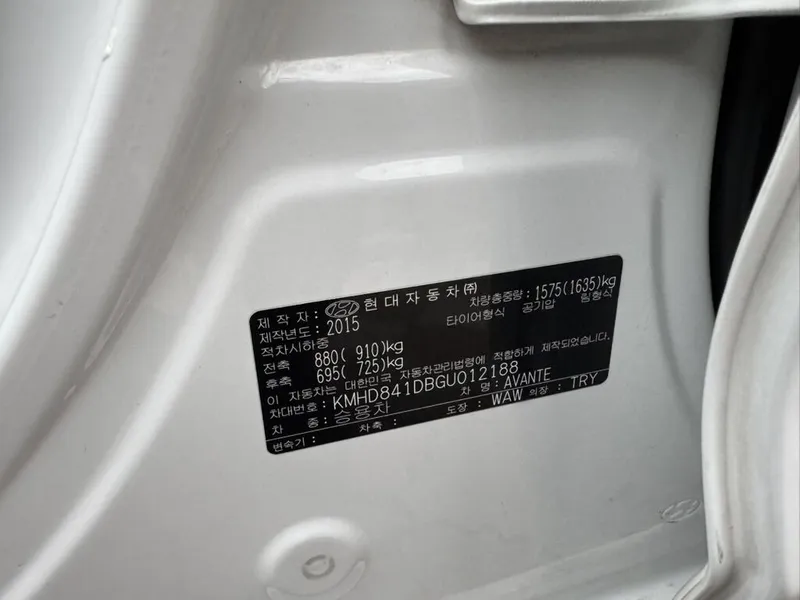 제 작 자 : 현대자동차㈜ 차량총중량: 1575(1635)kg
제작년도: 2015 타이어형식 공기압 림형식
적차시하중
전축 880( 910)kg
후축 695( 725)kg
이 자동차는 대한민국 자동차관리법령에 적합하게 제작되었습니다.
차대번호: KMHD841DBGU012188
차 종: 승용차 차 명: AVANTE
변속기: 차축: 도장: WAW 의장: TRY